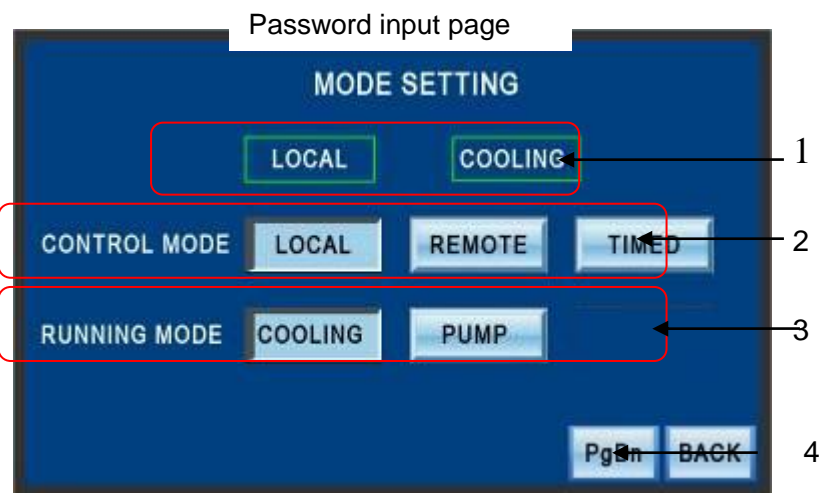 Password input page
MODE SETTING
LOCAL COOLING 1
CONTROL MODE LOCAL REMOTE TIMED 2
RUNNING MODE COOLING PUMP 3
PgDn BACK 4